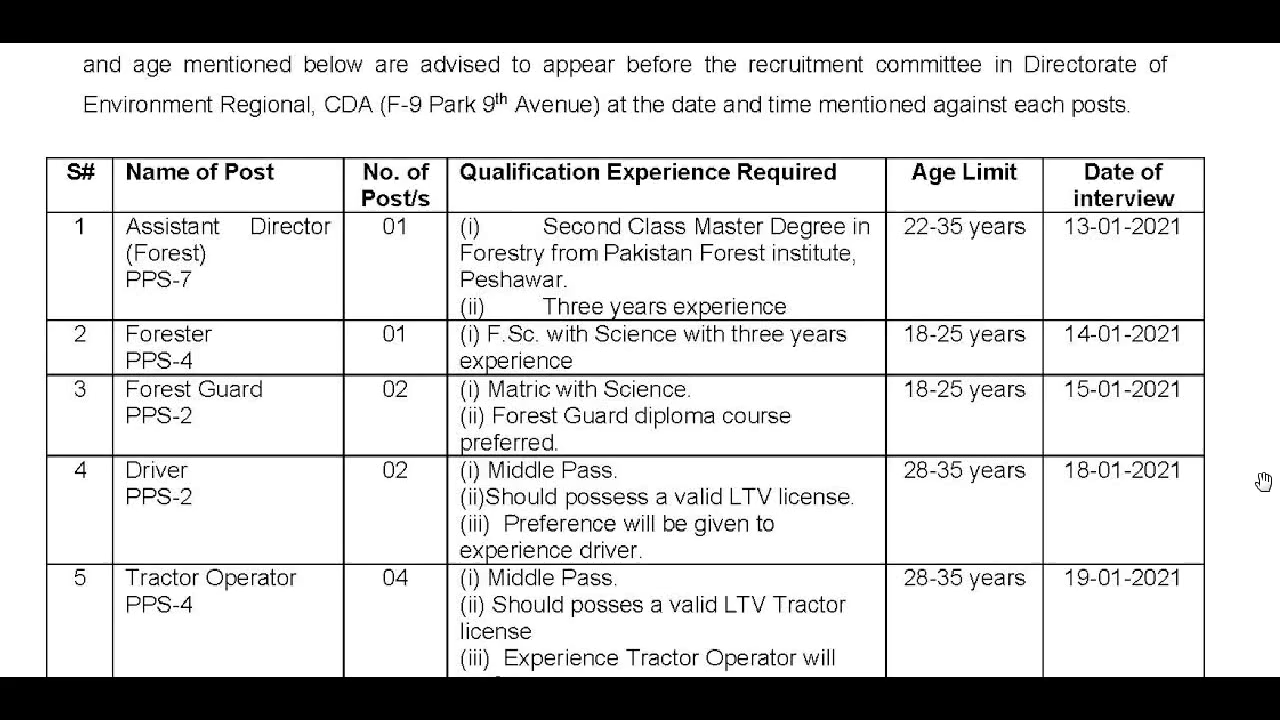 and age mentioned below are advised to appear before the recruitment committee in Directorate of
Environment Regional, CDA (F-9 Park 9th Avenue) at the date and time mentioned against each posts.
S# Name of Post No. of Post/s Qualification Experience Required Age Limit Date of interview
1 Assistant Director (Forest) PPS-7 01 (i) Second Class Master Degree in Forestry from Pakistan Forest institute, Peshawar. (ii) Three years experience 22-35 years 13-01-2021
2 Forester PPS-4 01 (i) F.Sc. with Science with three years experience 18-25 years 14-01-2021
3 Forest Guard PPS-2 02 (i) Matric with Science. (ii) Forest Guard diploma course preferred. 18-25 years 15-01-2021
4 Driver PPS-2 02 (i) Middle Pass. (ii)Should possess a valid LTV license. (iii) Preference will be given to experience driver. 28-35 years 18-01-2021
5 Tractor Operator PPS-4 04 (i) Middle Pass. (ii) Should posses a valid LTV Tractor license (iii) Experience Tractor Operator will 28-35 years 19-01-2021